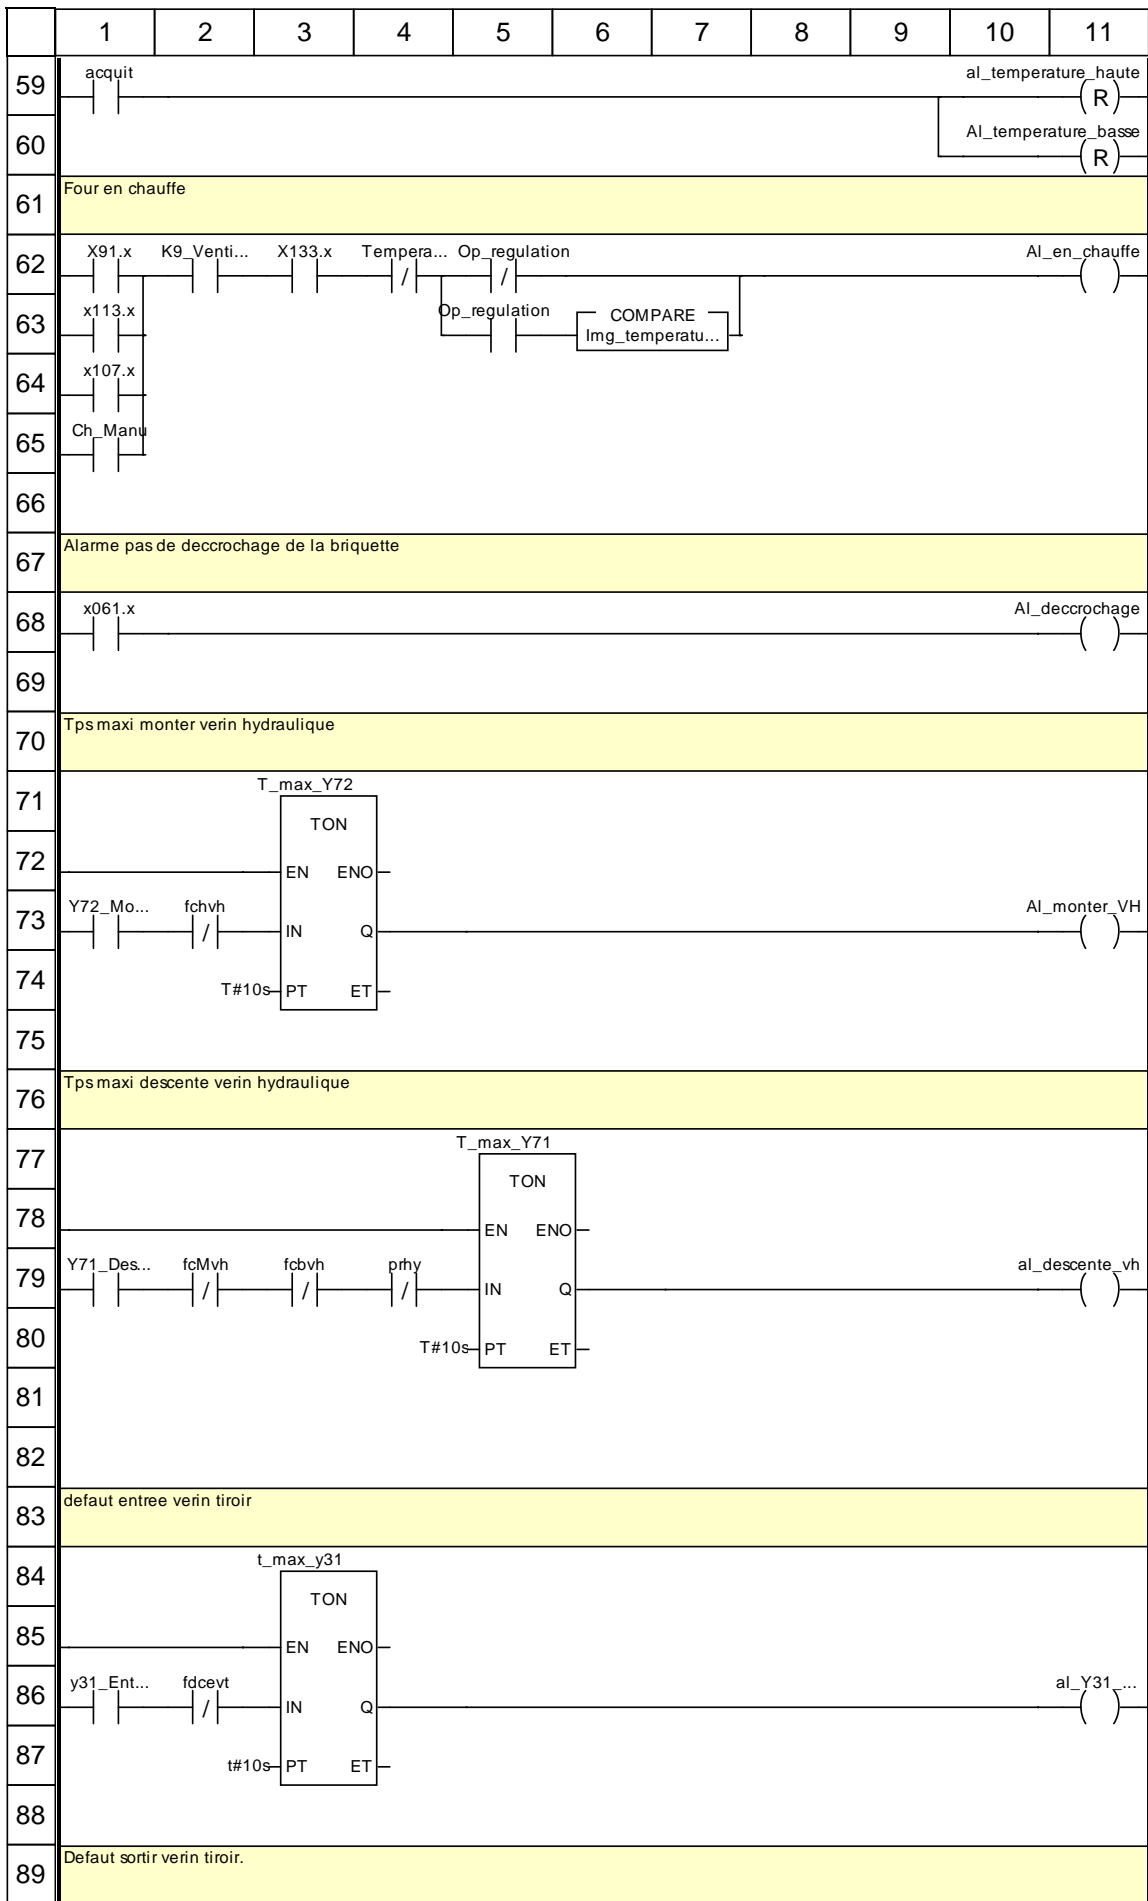 1 2 3 4 5 6 7 8 9 10 11
59 acquit al_temperature_haute
R
60 Al_temperature_basse
R
61 Four en chauffe
62 X91.x K9_Venti... X133.x Tempera... Op_regulation Al_en_chauffe
63 x113.x Op_regulation COMPARE
Img_temperatu...
64 x107.x
65 Ch_Manu
66
67 Alarme pas de deccrochage de la briquette
68 x061.x Al_deccrochage
69
70 Tps maxi monter verin hydraulique
71 T_max_Y72
TON
72 EN ENO
73 Y72_Mo... fchvh Al_monter_VH
IN Q
74 T#10s PT ET
75
76 Tps maxi descente verin hydraulique
77 T_max_Y71
TON
78 EN ENO
79 Y71_Des... fcMvh fcbvh prhy al_descente_vh
IN Q
80 T#10s PT ET
81
82
83 defaut entree verin tiroir
84 t_max_y31
TON
85 EN ENO
86 y31_Ent... fdcevt al_Y31_...
IN Q
87 t#10s PT ET
88
89 Defaut sortir verin tiroir.